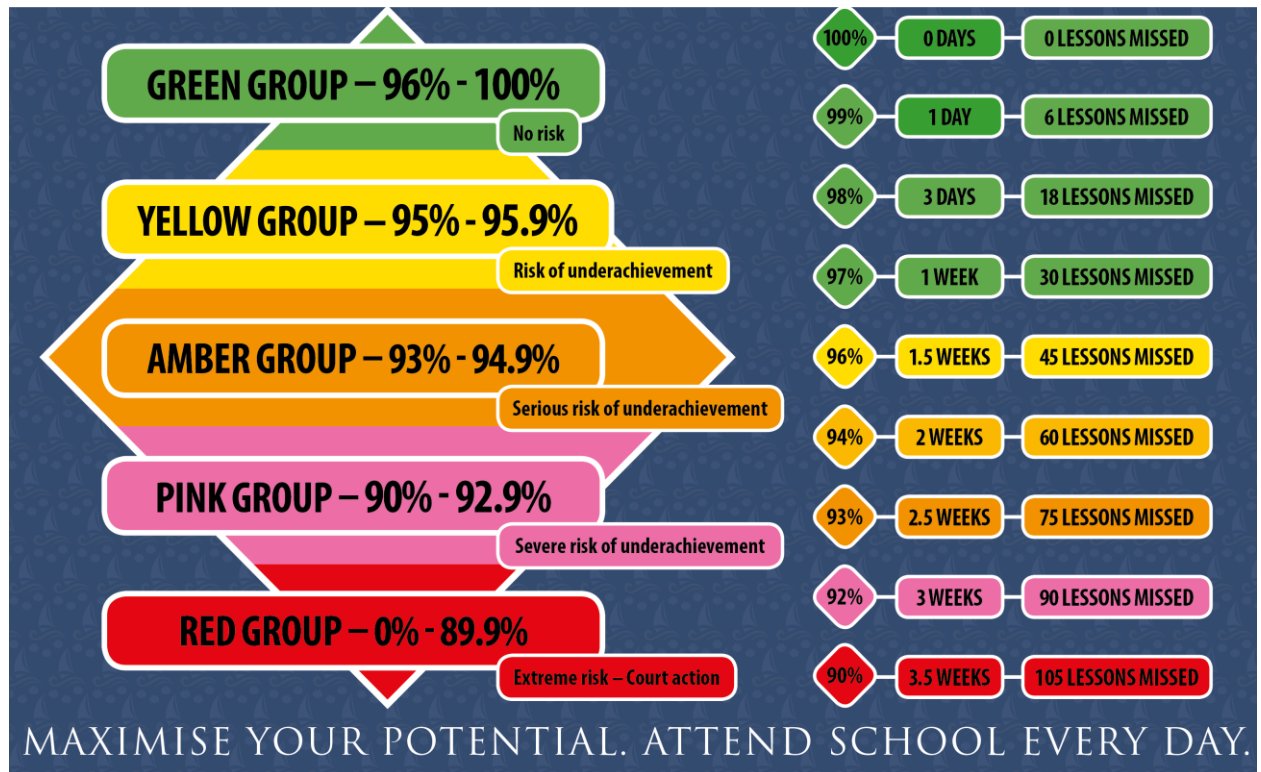 GREEN GROUP – 96% - 100%
No risk
YELLOW GROUP – 95% - 95.9%
Risk of underachievement
AMBER GROUP – 93% - 94.9%
Serious risk of underachievement
PINK GROUP – 90% - 92.9%
Severe risk of underachievement
RED GROUP – 0% - 89.9%
Extreme risk – Court action
100% 0 DAYS 0 LESSONS MISSED
99% 1 DAY 6 LESSONS MISSED
98% 3 DAYS 18 LESSONS MISSED
97% 1 WEEK 30 LESSONS MISSED
96% 1.5 WEEKS 45 LESSONS MISSED
94% 2 WEEKS 60 LESSONS MISSED
93% 2.5 WEEKS 75 LESSONS MISSED
92% 3 WEEKS 90 LESSONS MISSED
90% 3.5 WEEKS 105 LESSONS MISSED
MAXIMISE YOUR POTENTIAL. ATTEND SCHOOL EVERY DAY.